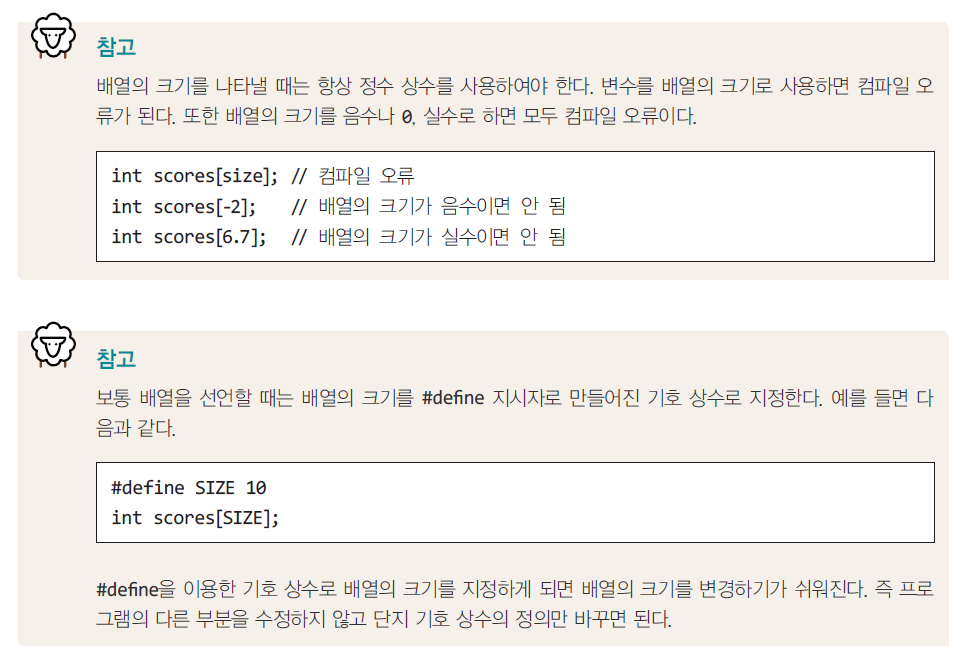 참고
배열의 크기를 나타낼 때는 항상 정수 상수를 사용하여야 한다. 변수를 배열의 크기로 사용하면 컴파일 오
류가 된다. 또한 배열의 크기를 음수나 0, 실수로 하면 모두 컴파일 오류이다.
int scores[size]; // 컴파일 오류
int scores[-2];   // 배열의 크기가 음수이면 안 됨
int scores[6.7];  // 배열의 크기가 실수이면 안 됨
참고
보통 배열을 선언할 때는 배열의 크기를 #define 지시자로 만들어진 기호 상수로 지정한다. 예를 들면 다
음과 같다.
#define SIZE 10
int scores[SIZE];
#define을 이용한 기호 상수로 배열의 크기를 지정하게 되면 배열의 크기를 변경하기가 쉬워진다. 즉 프로
그램의 다른 부분을 수정하지 않고 단지 기호 상수의 정의만 바꾸면 된다.